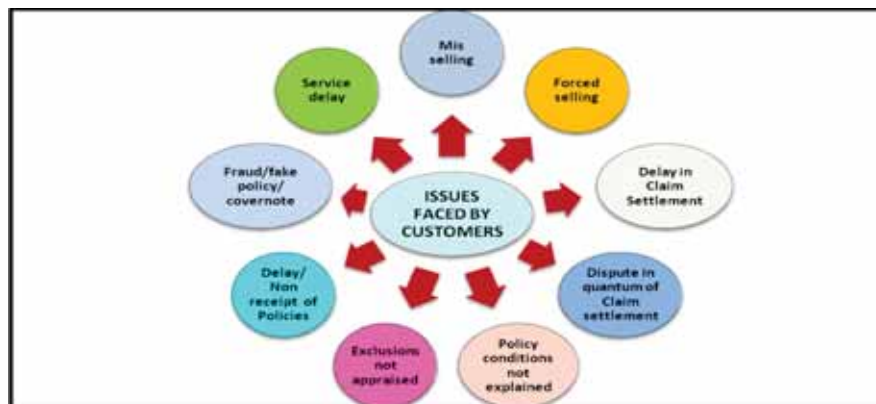 Mis
selling
Service
delay
Forced
selling
Fraud/fake
policy/
covernote
ISSUES
FACED BY
CUSTOMERS
Delay in
Claim
Settlement
Delay/
Non
receipt of
Policies
Dispute in
quantum of
Claim
settlement
Exclusions
not
appraised
Policy
conditions
not
explained